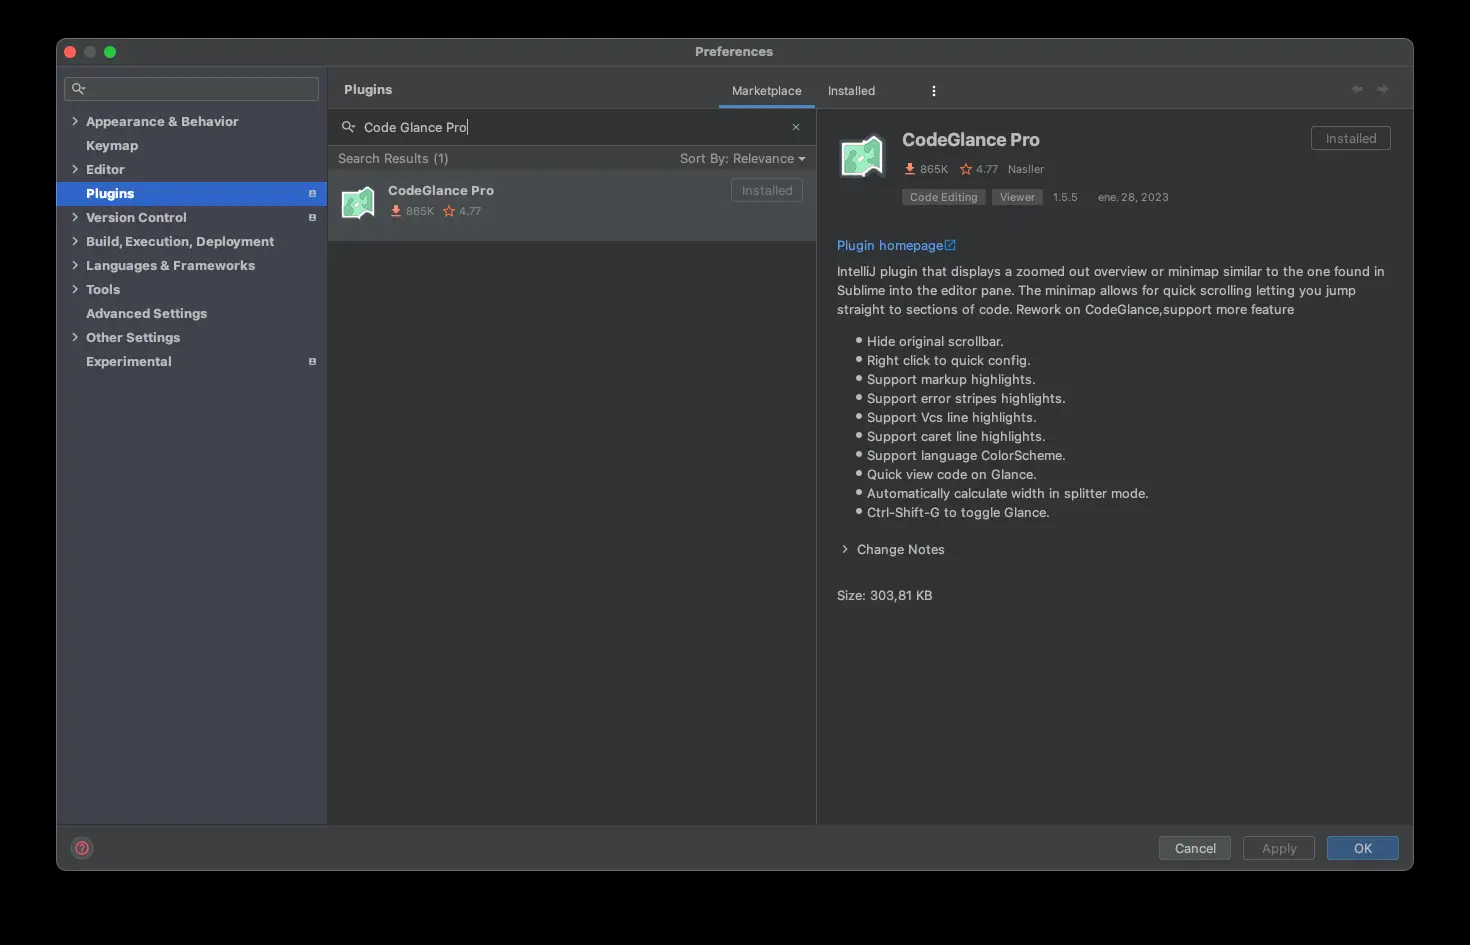 Preferences
Appearance & Behavior
Keymap
Editor
Plugins
Version Control
Build, Execution, Deployment
Languages & Frameworks
Tools
Advanced Settings
Other Settings
Experimental
Plugins
Marketplace
Installed
Code Glance Pro
Search Results (1)
Sort By: Relevance
CodeGlance Pro
Installed
865K 4.77
CodeGlance Pro
Installed
865K 4.77 Nasller
Code Editing Viewer 1.5.5 ene. 28, 2023
Plugin homepage
IntelliJ plugin that displays a zoomed out overview or minimap similar to the one found in
Sublime into the editor pane. The minimap allows for quick scrolling letting you jump
straight to sections of code. Rework on CodeGlance,support more feature
• Hide original scrollbar.
• Right click to quick config.
• Support markup highlights.
• Support error stripes highlights.
• Support Vcs line highlights.
• Support caret line highlights.
• Support language ColorScheme.
• Quick view code on Glance.
• Automatically calculate width in splitter mode.
• Ctrl-Shift-G to toggle Glance.
Change Notes
Size: 303,81 KB
Cancel
Apply
OK